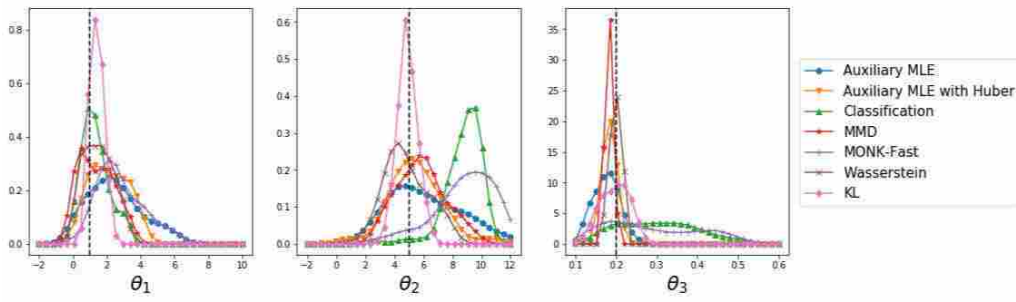 0.8
0.6
0.4
0.2
0.0
−2 0 2 4 6 8 10
θ1
0.6
0.5
0.4
0.3
0.2
0.1
0.0
−2 0 2 4 6 8 10 12
θ2
35
30
25
20
15
10
5
0
0.1 0.2 0.3 0.4 0.5 0.6
θ3
Auxiliary MLE
Auxiliary MLE with Huber
Classification
MMD
MONK-Fast
Wasserstein
KL